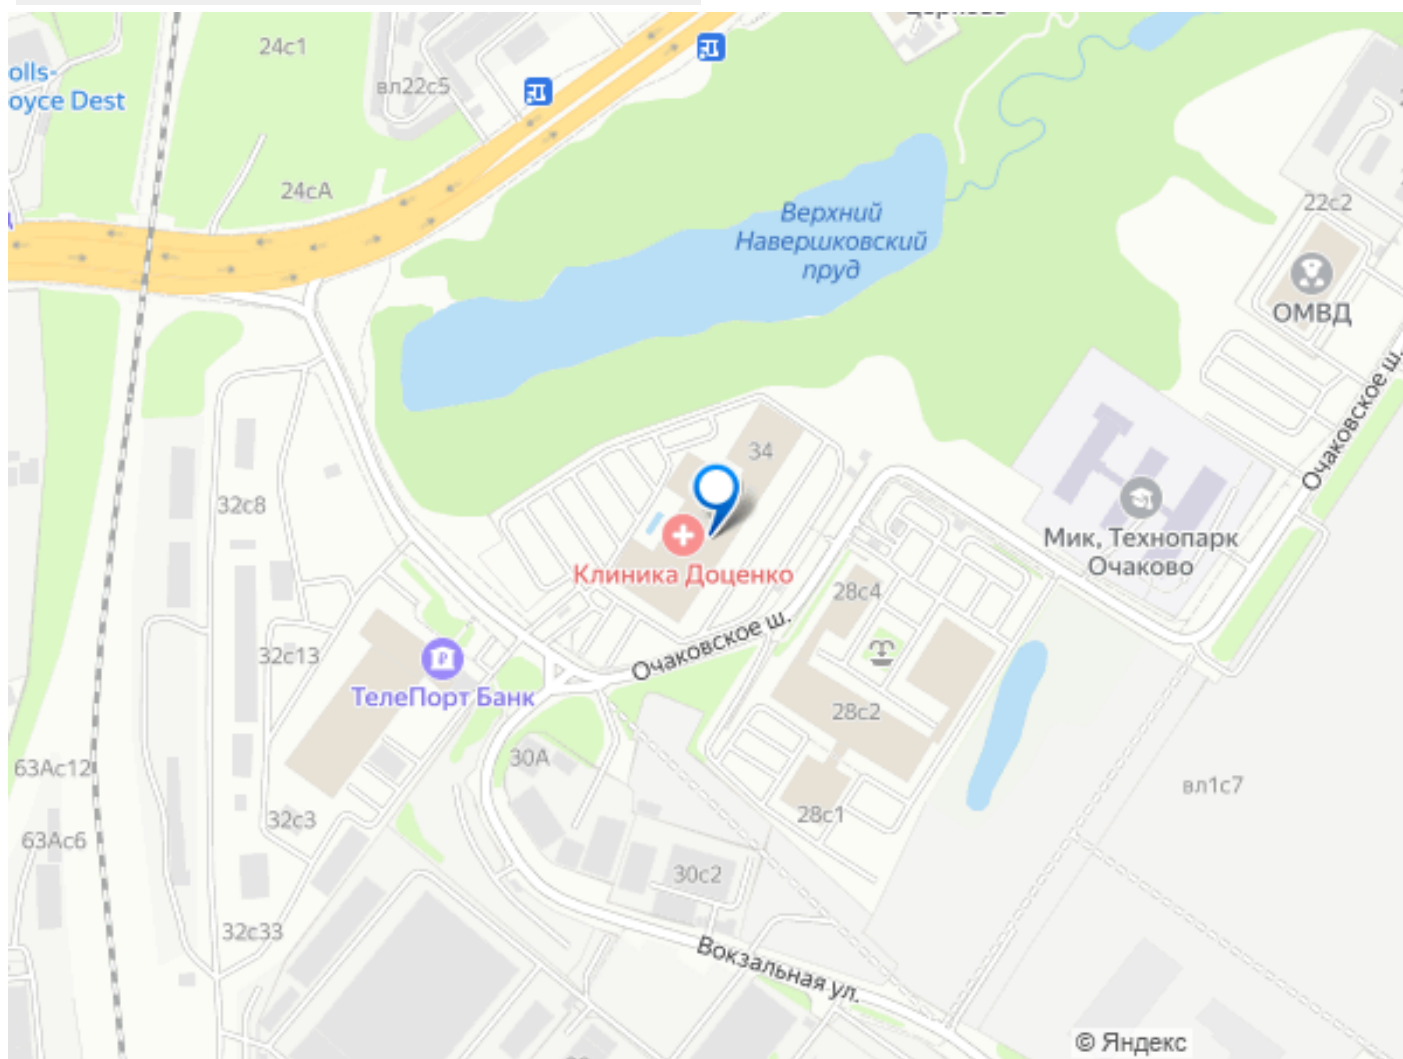 24с1
olls-
oyce Dest
вл22с5
24сА
22с2
Верхний
Навершковский
пруд
ОМВД
Очаковское ш.
34
32с8
Клиника Доценко
Мик, Технопарк
Очаково
28с4
Очаковское ш.
32с13
ТелеПорт Банк
28с2
30А
63Ас12
вл1с7
28с1
32с3
63Ас6
30с2
32с33
Вокзальная ул.
© Яндекс